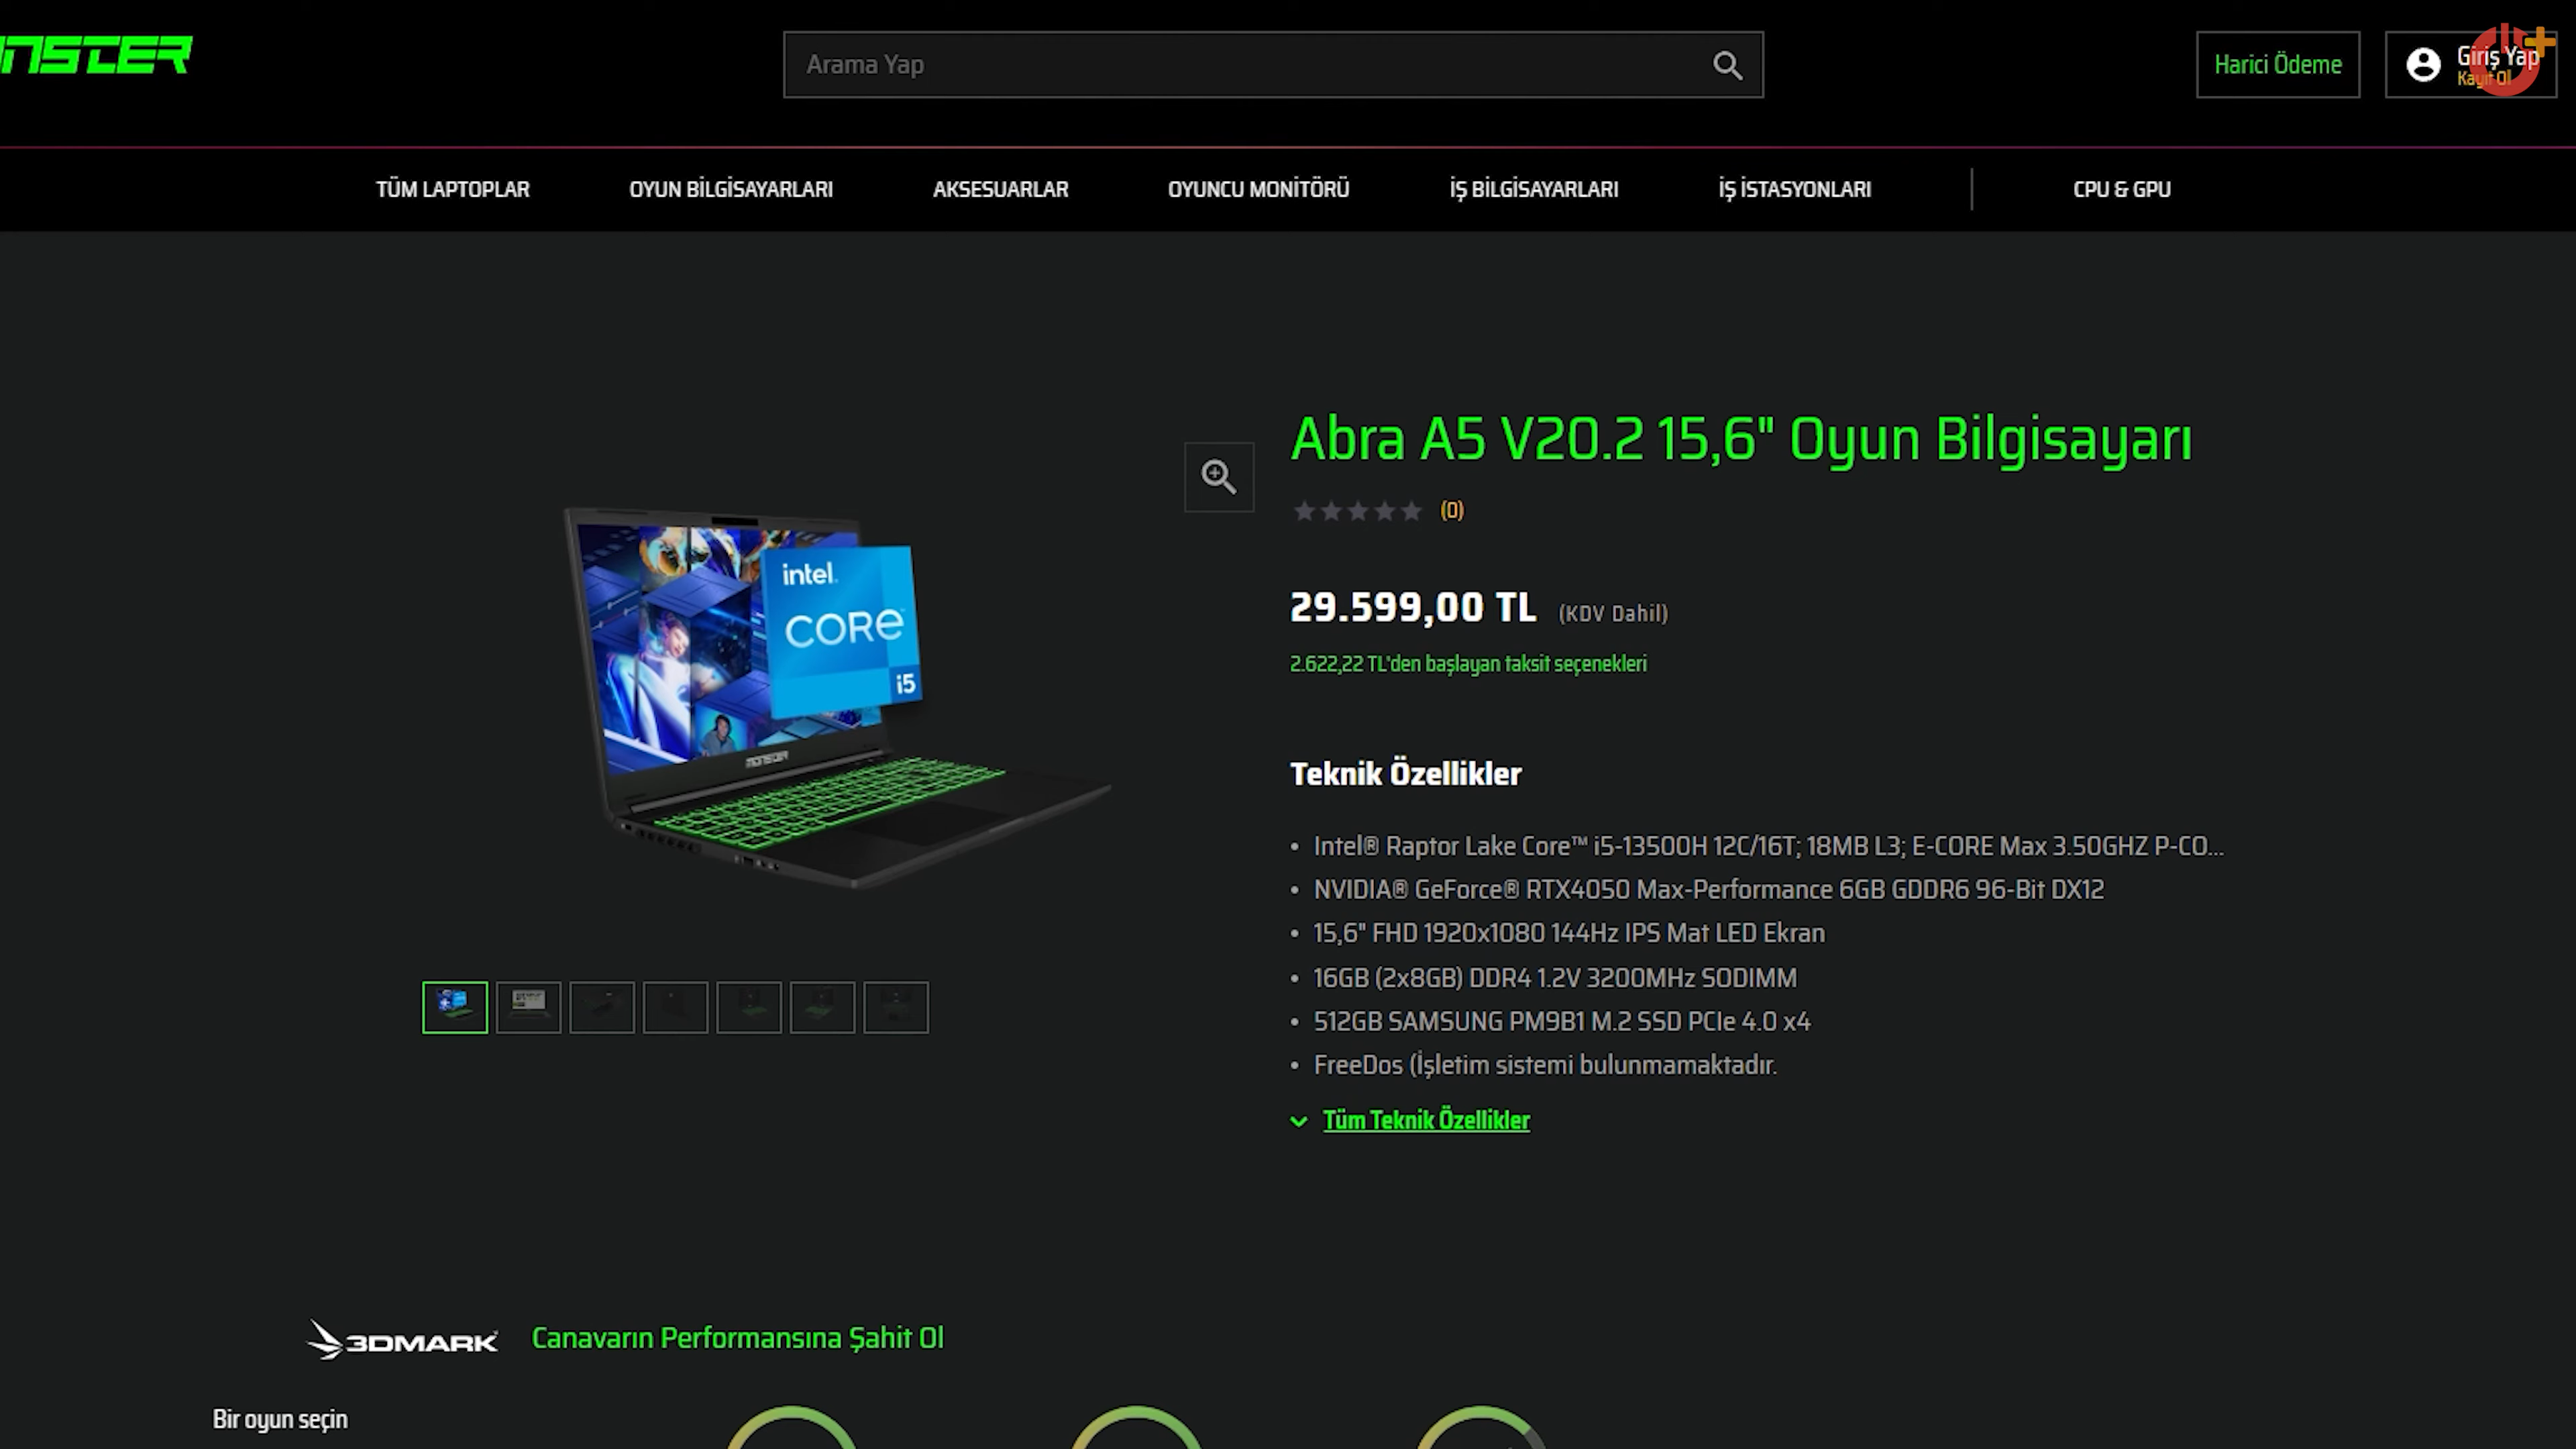 MONSTER
Arama Yap
Harici Ödeme
Giriş Yap
Kayıt Ol
TÜM LAPTOPLAR
OYUN BİLGİSAYARLARI
AKSESUARLAR
OYUNCU MONİTÖRÜ
İŞ BİLGİSAYARLARI
İŞ İSTASYONLARI
CPU & GPU
intel.
CORE
i5
MONSTER
Abra A5 V20.2 15,6" Oyun Bilgisayarı
(0)
29.599,00 TL (KDV Dahil)
2.622,22 TL'den başlayan taksit seçenekleri
Teknik Özellikler
• Intel® Raptor Lake Core™ i5-13500H 12C/16T; 18MB L3; E-CORE Max 3.50GHZ P-CO...
• NVIDIA® GeForce® RTX4050 Max-Performance 6GB GDDR6 96-Bit DX12
• 15,6" FHD 1920x1080 144Hz IPS Mat LED Ekran
• 16GB (2x8GB) DDR4 1.2V 3200MHz SODIMM
• 512GB SAMSUNG PM9B1 M.2 SSD PCIe 4.0 x4
• FreeDos (İşletim sistemi bulunmamaktadır.
Tüm Teknik Özellikler
3DMARK
Canavarın Performansına Şahit Ol
Bir oyun seçin